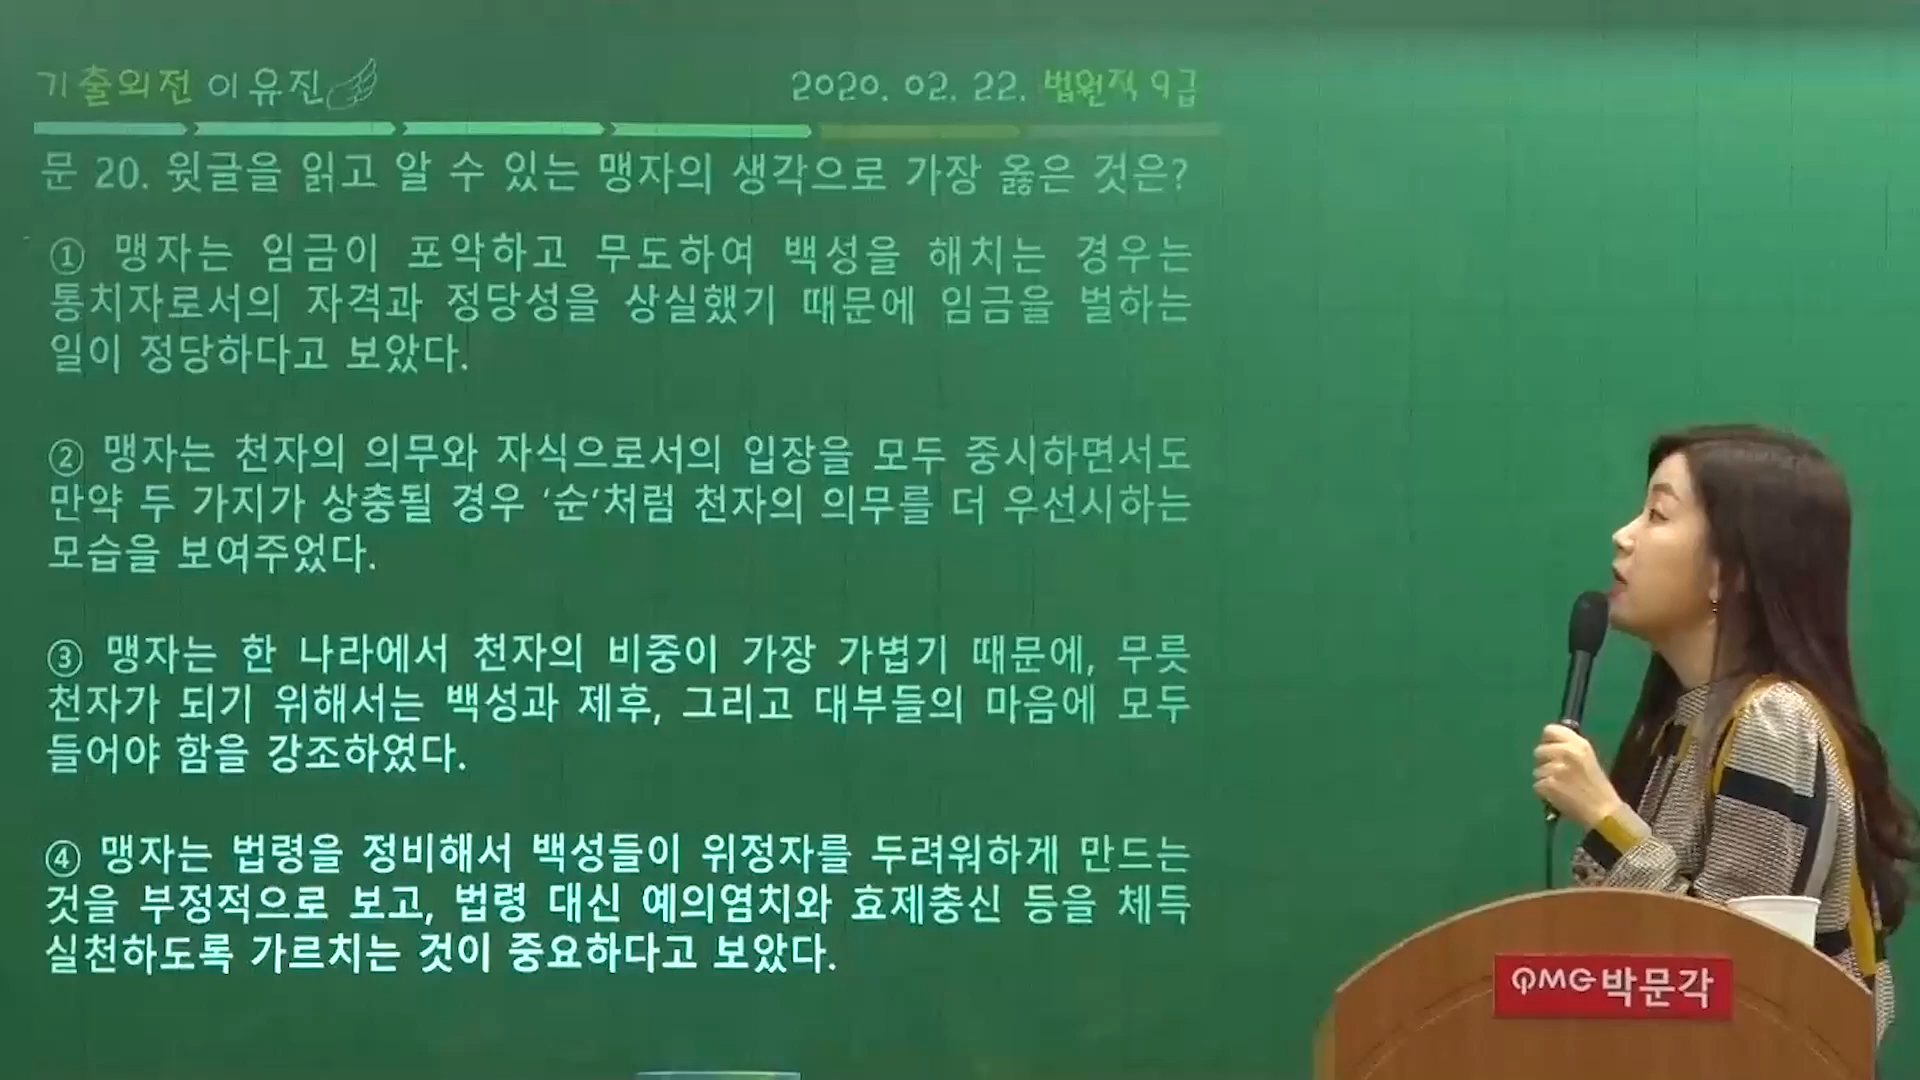 기출외전 이유진
2020. 02. 22. 법원직 9급
문 20. 윗글을 읽고 알 수 있는 맹자의 생각으로 가장 옳은 것은?
① 맹자는 임금이 포악하고 무도하여 백성을 해치는 경우는
통치자로서의 자격과 정당성을 상실했기 때문에 임금을 벌하는
일이 정당하다고 보았다.
② 맹자는 천자의 의무와 자식으로서의 입장을 모두 중시하면서도
만약 두 가지가 상충될 경우 ‘순’처럼 천자의 의무를 더 우선시하는
모습을 보여주었다.
③ 맹자는 한 나라에서 천자의 비중이 가장 가볍기 때문에, 무릇
천자가 되기 위해서는 백성과 제후, 그리고 대부들의 마음에 모두
들어야 함을 강조하였다.
④ 맹자는 법령을 정비해서 백성들이 위정자를 두려워하게 만드는
것을 부정적으로 보고, 법령 대신 예의염치와 효제충신 등을 체득
실천하도록 가르치는 것이 중요하다고 보았다.
PMG박문각